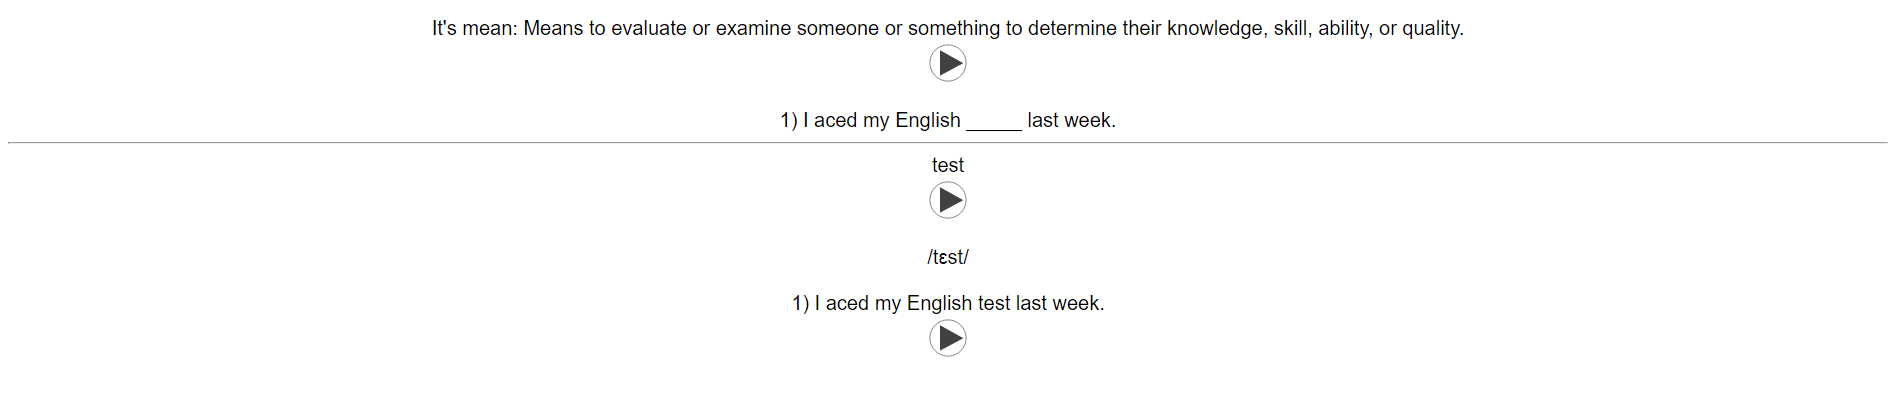 It's mean: Means to evaluate or examine someone or something to determine their knowledge, skill, ability, or quality.
1) I aced my English _____ last week.
test
/tɛst/
1) I aced my English test last week.